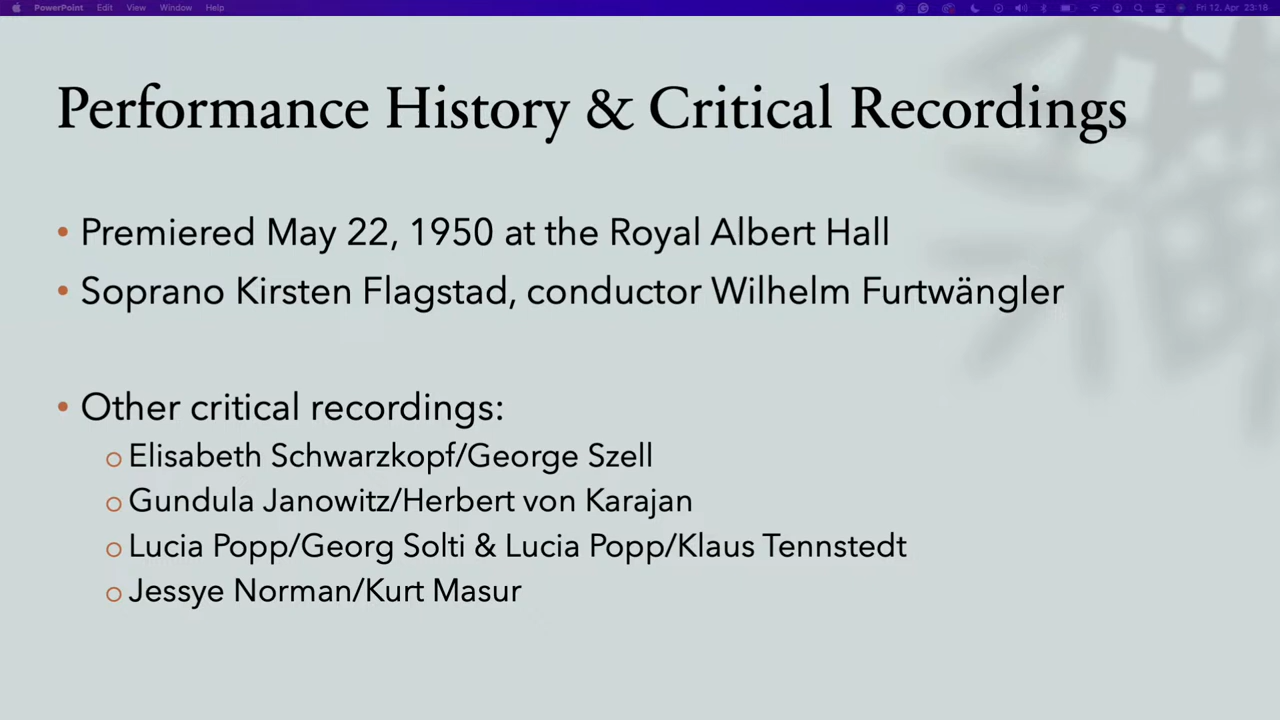 PowerPoint Edit View Window Help Fri 12. Apr 23:18
Performance History & Critical Recordings
• Premiered May 22, 1950 at the Royal Albert Hall
• Soprano Kirsten Flagstad, conductor Wilhelm Furtwängler
• Other critical recordings:
o Elisabeth Schwarzkopf/George Szell
o Gundula Janowitz/Herbert von Karajan
o Lucia Popp/Georg Solti & Lucia Popp/Klaus Tennstedt
o Jessye Norman/Kurt Masur